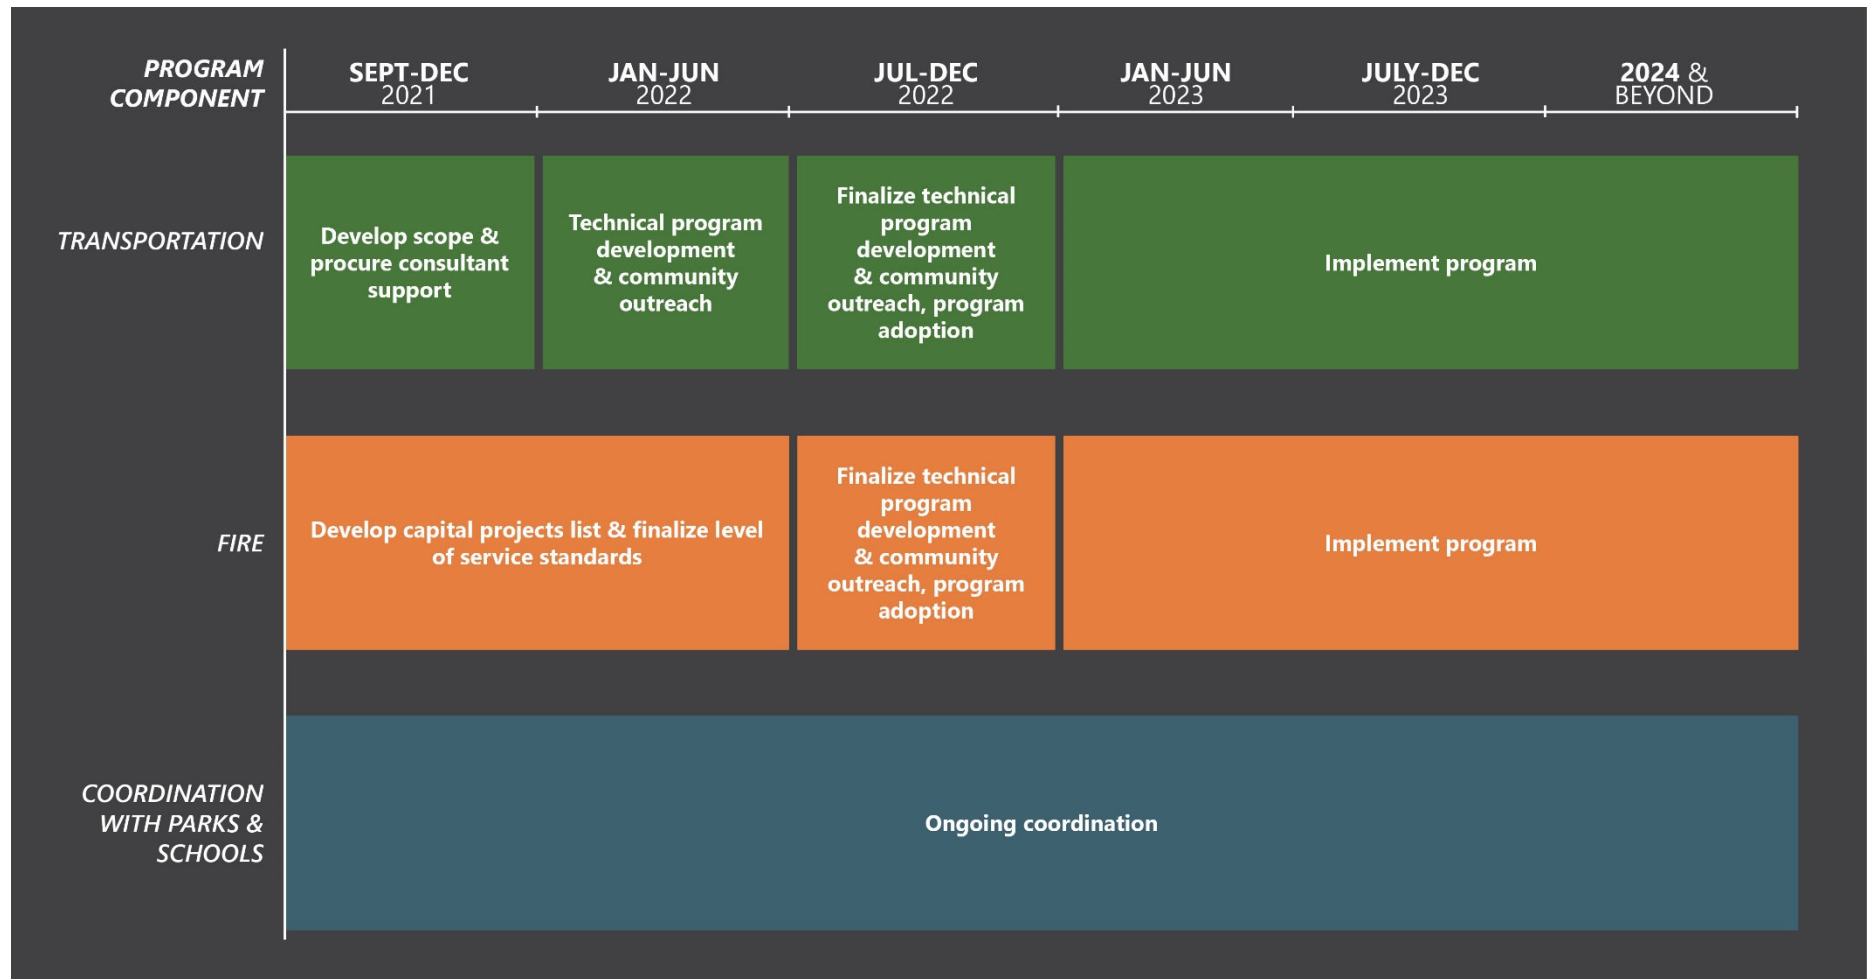 PROGRAM
COMPONENT
SEPT-DEC
2021
JAN-JUN
2022
JUL-DEC
2022
JAN-JUN
2023
JULY-DEC
2023
2024 &
BEYOND
TRANSPORTATION
Develop scope &
procure consultant
support
Technical program
development
& community
outreach
Finalize technical
program
development
& community
outreach, program
adoption
Implement program
FIRE
Develop capital projects list & finalize level
of service standards
Finalize technical
program
development
& community
outreach, program
adoption
Implement program
COORDINATION
WITH PARKS &
SCHOOLS
Ongoing coordination